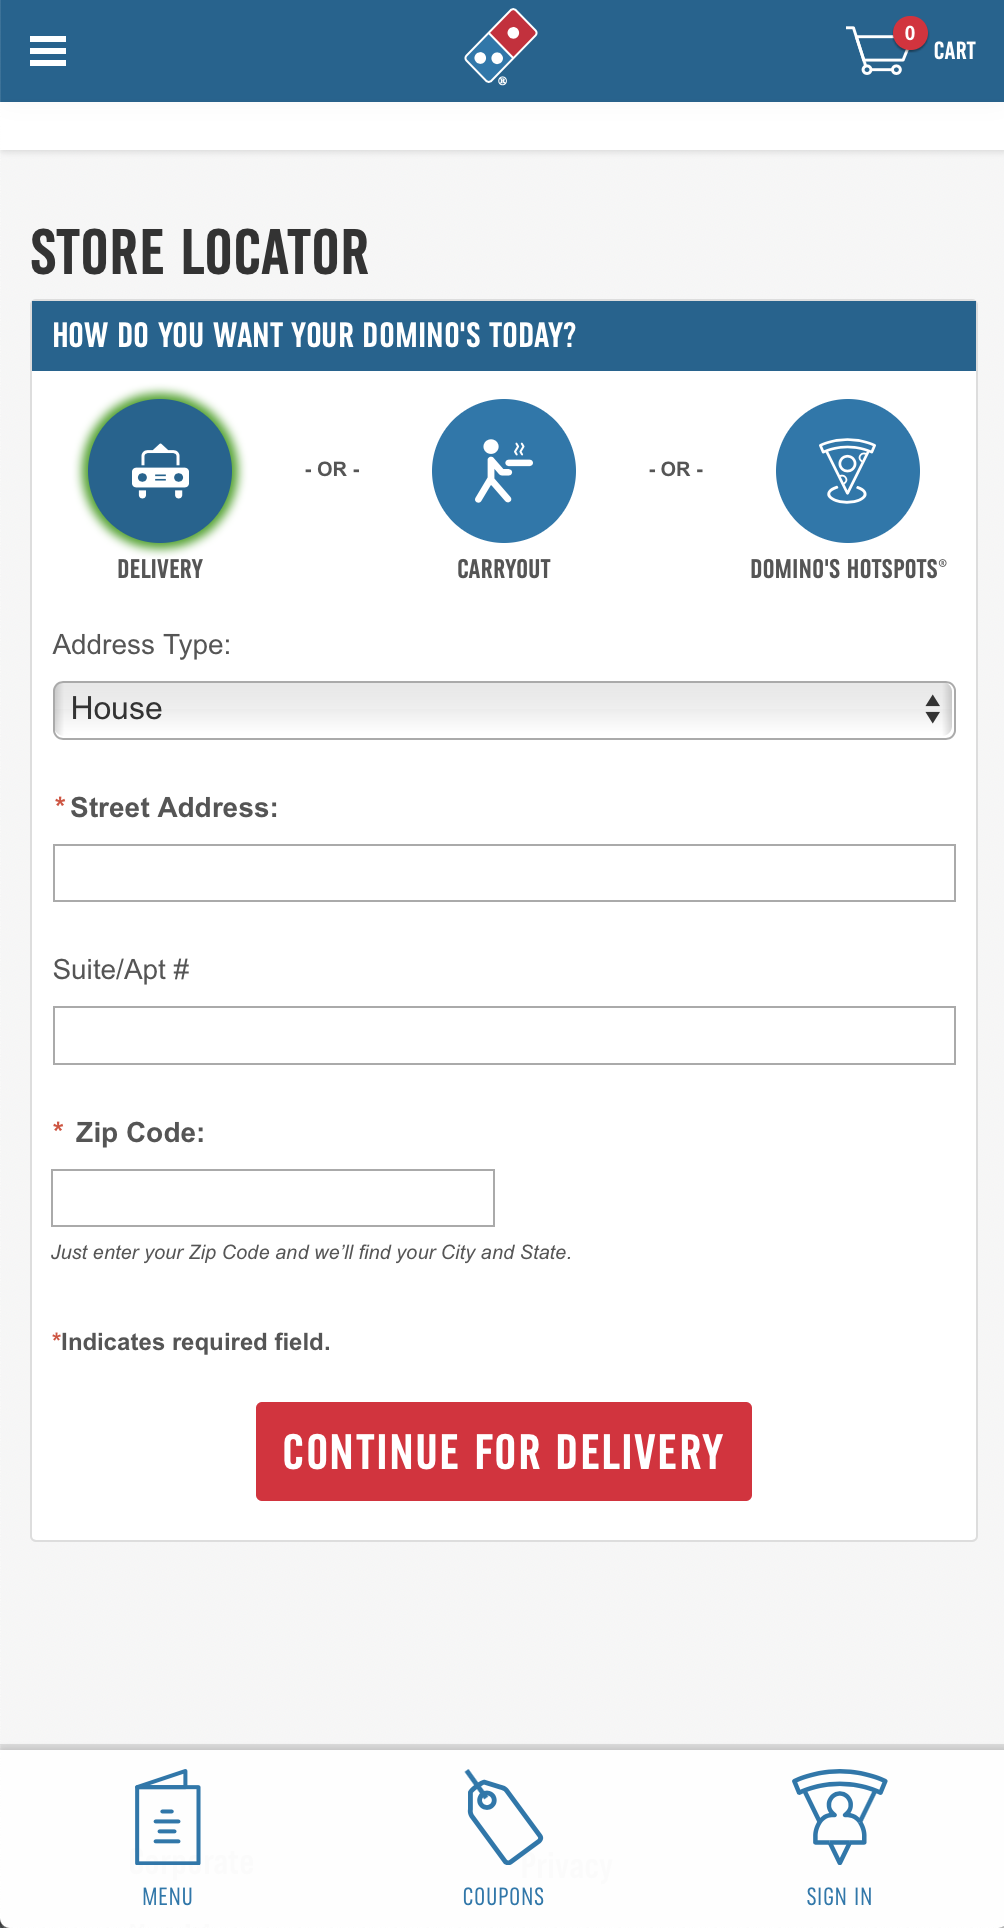 0
CART
STORE LOCATOR
HOW DO YOU WANT YOUR DOMINO'S TODAY?
- OR -
- OR -
DELIVERY
CARRYOUT
DOMINO'S HOTSPOTS®
Address Type:
House
* Street Address:
Suite/Apt #
* Zip Code:
Just enter your Zip Code and we'll find your City and State.
*Indicates required field.
CONTINUE FOR DELIVERY
Privacy
MENU
COUPONS
SIGN IN